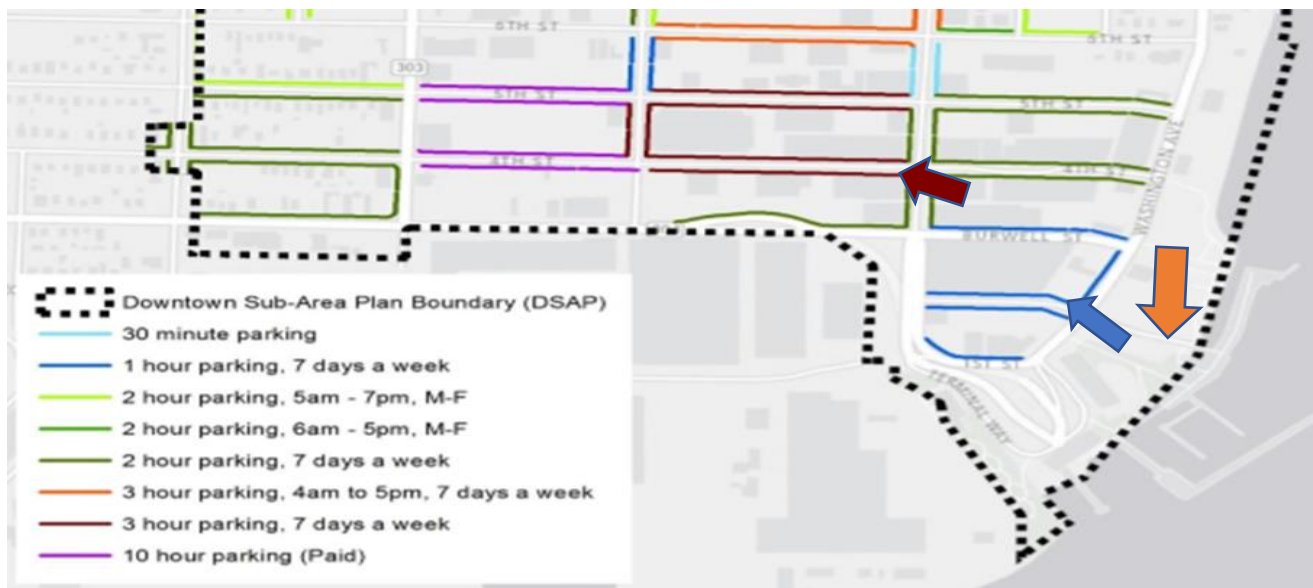 6TH ST
6TH ST
303
5TH ST
5TH ST
4TH ST
4TH ST
WASHINGTON AVE
BURWELL ST
1ST ST
Downtown Sub-Area Plan Boundary (DSAP)
30 minute parking
1 hour parking, 7 days a week
2 hour parking, 5am - 7pm, M-F
2 hour parking, 6am - 5pm, M-F
2 hour parking, 7 days a week
3 hour parking, 4am to 5pm, 7 days a week
3 hour parking, 7 days a week
10 hour parking (Paid)